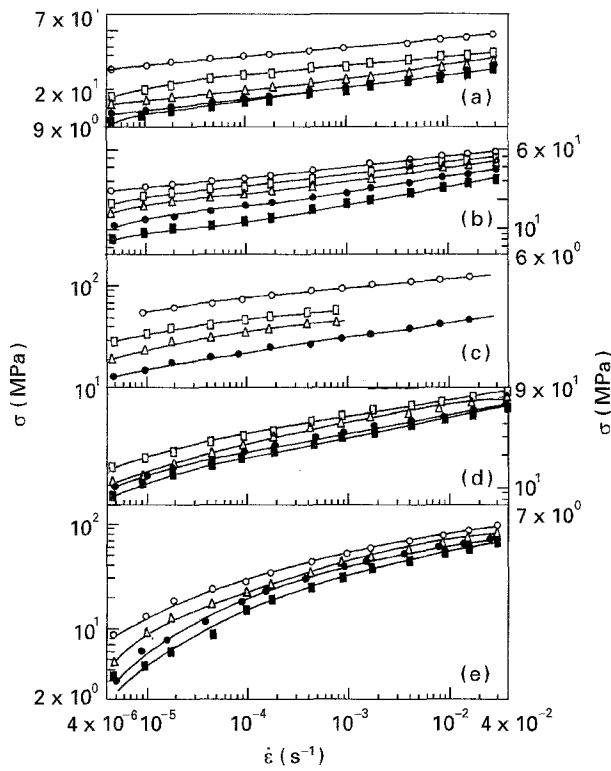 7 x 10¹
2 x 10¹
(a)
9 x 10⁰
6 x 10¹
(b)
10¹
6 x 10⁰
10²
(c)
10¹
9 x 10¹
(d)
10¹
7 x 10⁰
10²
10¹
(e)
2 x 10⁰
σ (MPa)
σ (MPa)
4 x 10⁻⁶ 10⁻⁵ 10⁻⁴ 10⁻³ 10⁻² 4 x 10⁻²
ε̇ (s⁻¹)